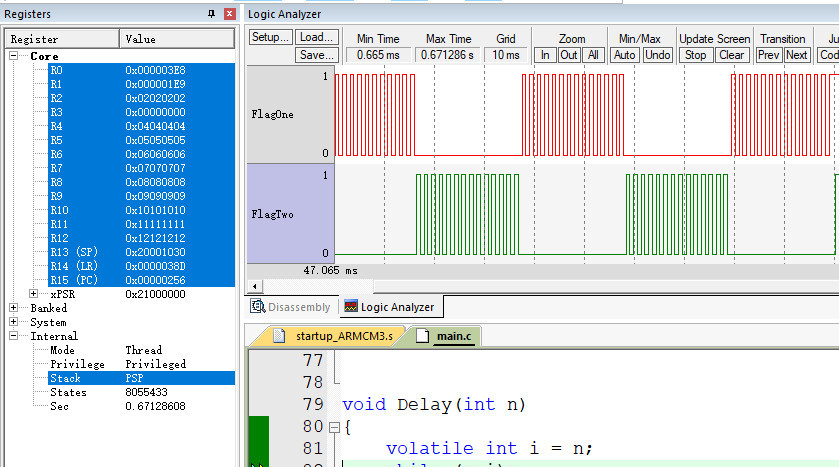 Registers
Register Value
Core
R0 0x000003E8
R1 0x000001E9
R2 0x02020202
R3 0x00000000
R4 0x04040404
R5 0x05050505
R6 0x06060606
R7 0x07070707
R8 0x08080808
R9 0x09090909
R10 0x10101010
R11 0x11111111
R12 0x12121212
R13 (SP) 0x20001030
R14 (LR) 0x0000038D
R15 (PC) 0x00000256
xPSR 0x21000000
Banked
System
Internal
Mode Thread
Privilege Privileged
Stack PSP
States 8055433
Sec 0.67128608
Logic Analyzer
Setup... Load... Min Time Max Time Grid Zoom Min/Max Update Screen Transition
Save... 0.665 ms 0.671286 s 10 ms In Out All Auto Undo Stop Clear Prev Next
1
FlagOne
0
1
FlagTwo
0
47.065 ms
Disassembly Logic Analyzer
startup_ARMCM3.s main.c
77
78
79 void Delay(int n)
80 {
81 volatile int i = n;